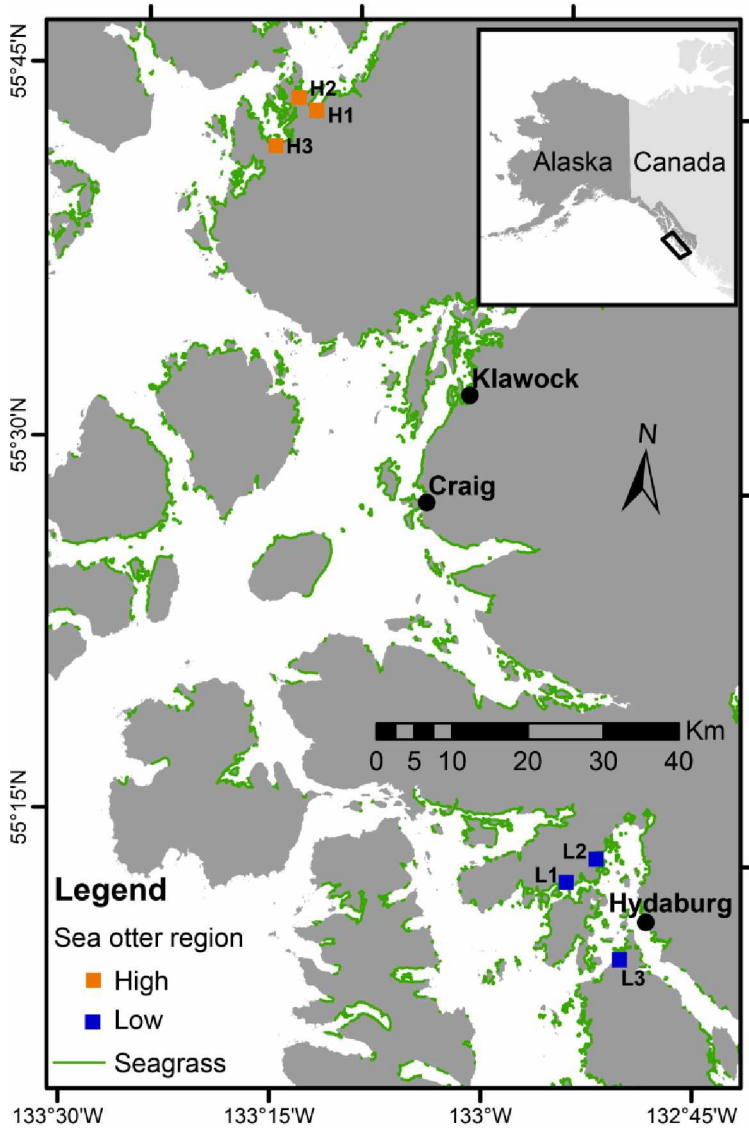 55°45'N
H2
H1
H3
Alaska
Canada
Klawock
55°30'N
N
Craig
Km
0 5 10 20 30 40
55°15'N
L2
L1
Legend
Hydaburg
Sea otter region
L3
High
Low
Seagrass
133°30'W 133°15'W 133°W 132°45'W